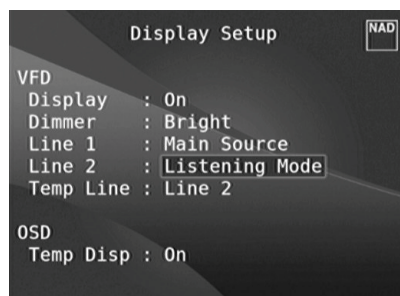 Display Setup
NAD
VFD
Display : On
Dimmer : Bright
Line 1 : Main Source
Line 2 : Listening Mode
Temp Line : Line 2
OSD
Temp Disp : On